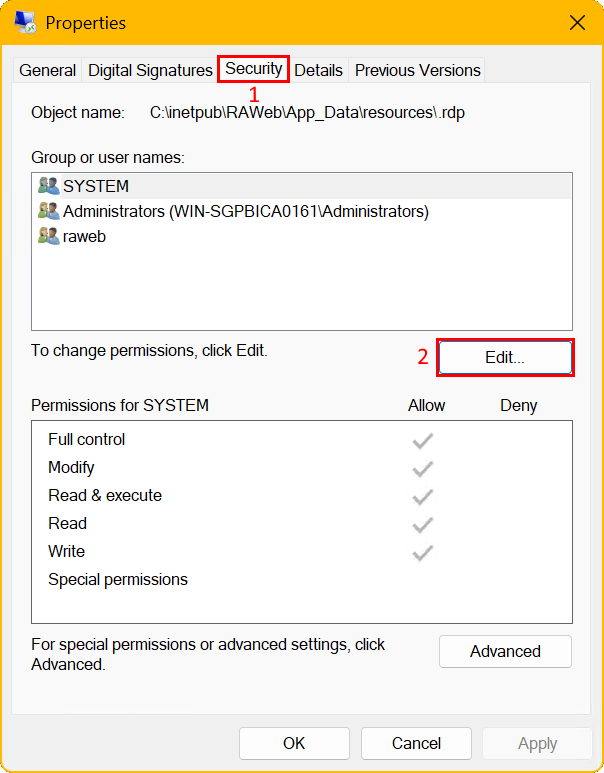 Properties
General Digital Signatures Security Details Previous Versions
1
Object name: C:\inetpub\RAWeb\App_Data\resources\.rdp
Group or user names:
SYSTEM
Administrators (WIN-SGPBICA0161\Administrators)
raweb
To change permissions, click Edit.
2 Edit...
Permissions for SYSTEM Allow Deny
Full control
Modify
Read & execute
Read
Write
Special permissions
For special permissions or advanced settings, click
Advanced.
Advanced
OK Cancel Apply